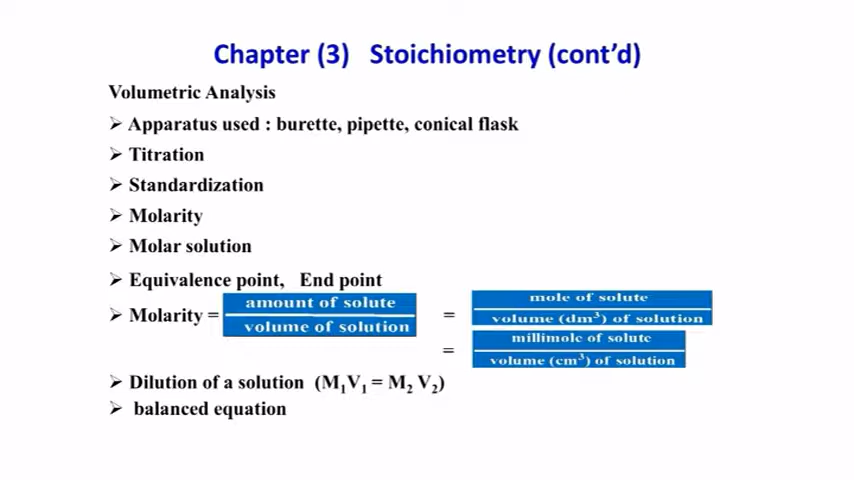 Chapter (3) Stoichiometry (cont'd)
Volumetric Analysis
➢ Apparatus used : burette, pipette, conical flask
➢ Titration
➢ Standardization
➢ Molarity
➢ Molar solution
➢ Equivalence point, End point
➢ Molarity = amount of solute / volume of solution = mole of solute / volume (dm³) of solution
= millimole of solute / volume (cm³) of solution
➢ Dilution of a solution (M₁V₁ = M₂ V₂)
➢ balanced equation